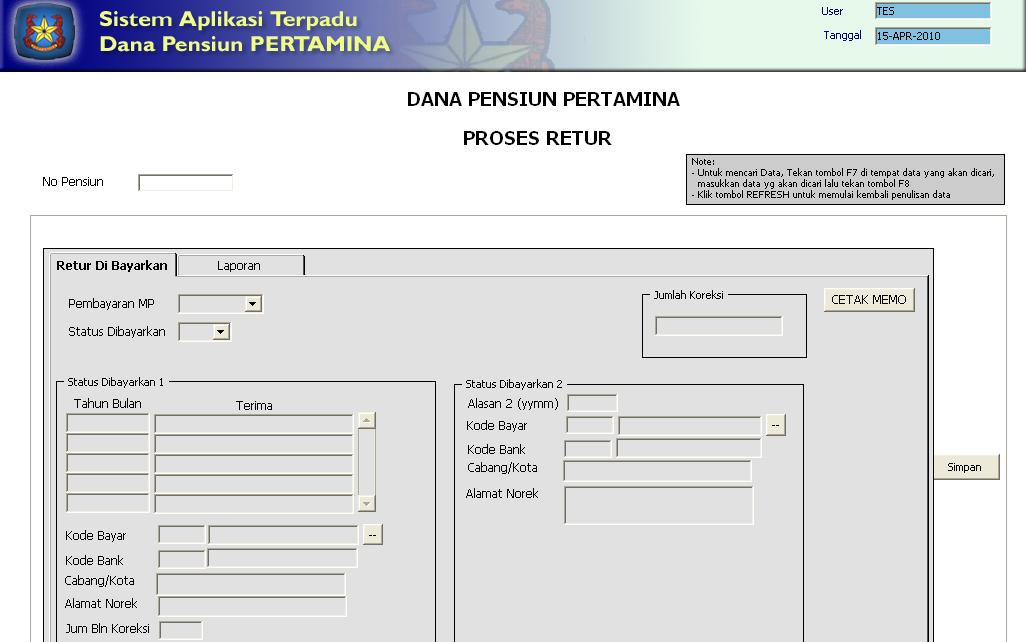 Sistem Aplikasi Terpadu
Dana Pensiun PERTAMINA
User TES
Tanggal 15-APR-2010
DANA PENSIUN PERTAMINA
PROSES RETUR
No Pensiun
Note:
- Untuk mencari Data, Tekan tombol F7 di tempat data yang akan dicari,
masukkan data yg akan dicari lalu tekan tombol F8
- Klik tombol REFRESH untuk memulai kembali penulisan data
Retur Di Bayarkan Laporan
Pembayaran MP
Status Dibayarkan
Jumlah Koreksi
CETAK MEMO
Status Dibayarkan 1
Tahun Bulan Terima
Kode Bayar --
Kode Bank
Cabang/Kota
Alamat Norek
Jum Bln Koreksi
Status Dibayarkan 2
Alasan 2 (yymm)
Kode Bayar --
Kode Bank
Cabang/Kota
Alamat Norek
Simpan